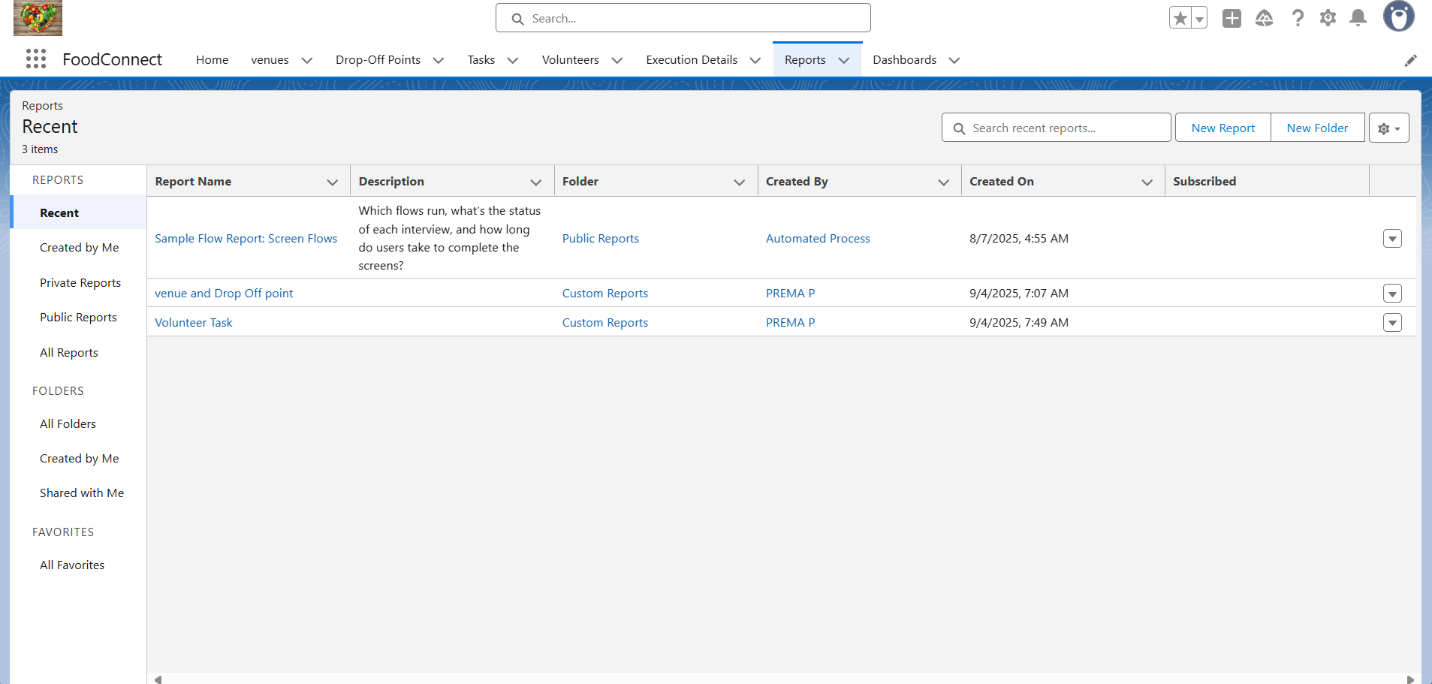 Search...
FoodConnect
Home
venues
Drop-Off Points
Tasks
Volunteers
Execution Details
Reports
Dashboards
Reports
Recent
3 items
Search recent reports...
New Report
New Folder
REPORTS
Recent
Created by Me
Private Reports
Public Reports
All Reports
FOLDERS
All Folders
Created by Me
Shared with Me
FAVORITES
All Favorites
Report Name
Description
Folder
Created By
Created On
Subscribed
Sample Flow Report: Screen Flows
Which flows run, what's the status
of each interview, and how long
do users take to complete the
screens?
Public Reports
Automated Process
8/7/2025, 4:55 AM
venue and Drop Off point
Custom Reports
PREMA P
9/4/2025, 7:07 AM
Volunteer Task
Custom Reports
PREMA P
9/4/2025, 7:49 AM